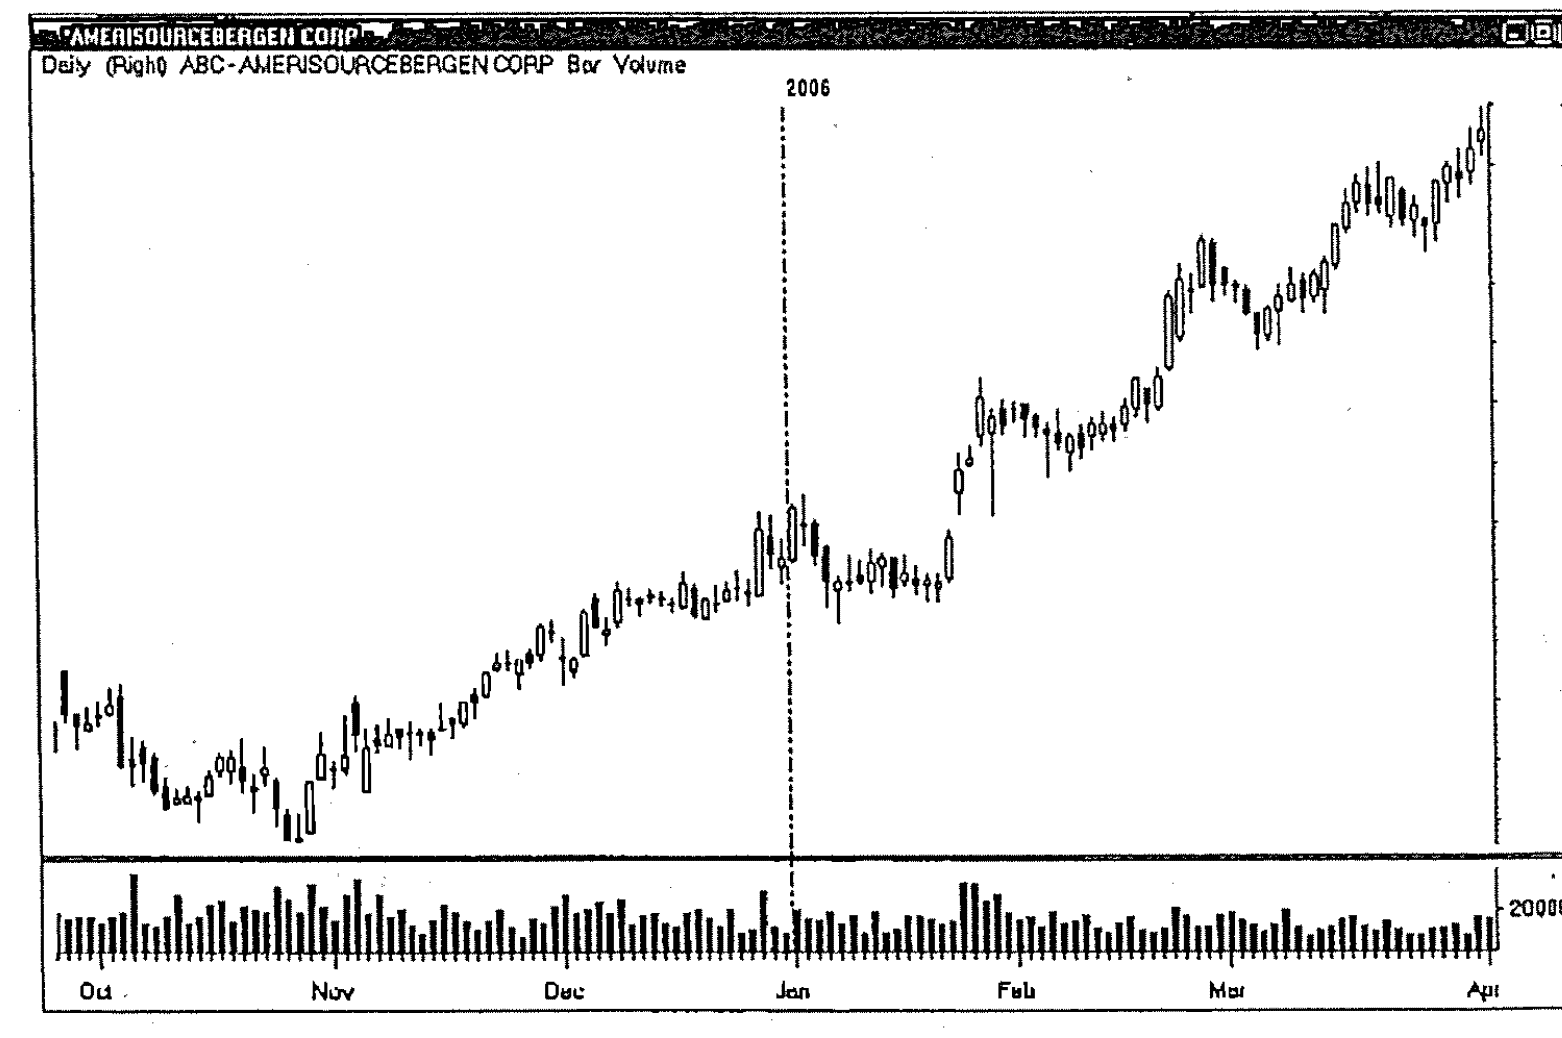 AMERISOURCEBERGEN CORP
Daily (Right) ABC-AMERISOURCEBERGEN CORP Bar Volume
2006
Oct Nov Dec Jan Feb Mar Apr